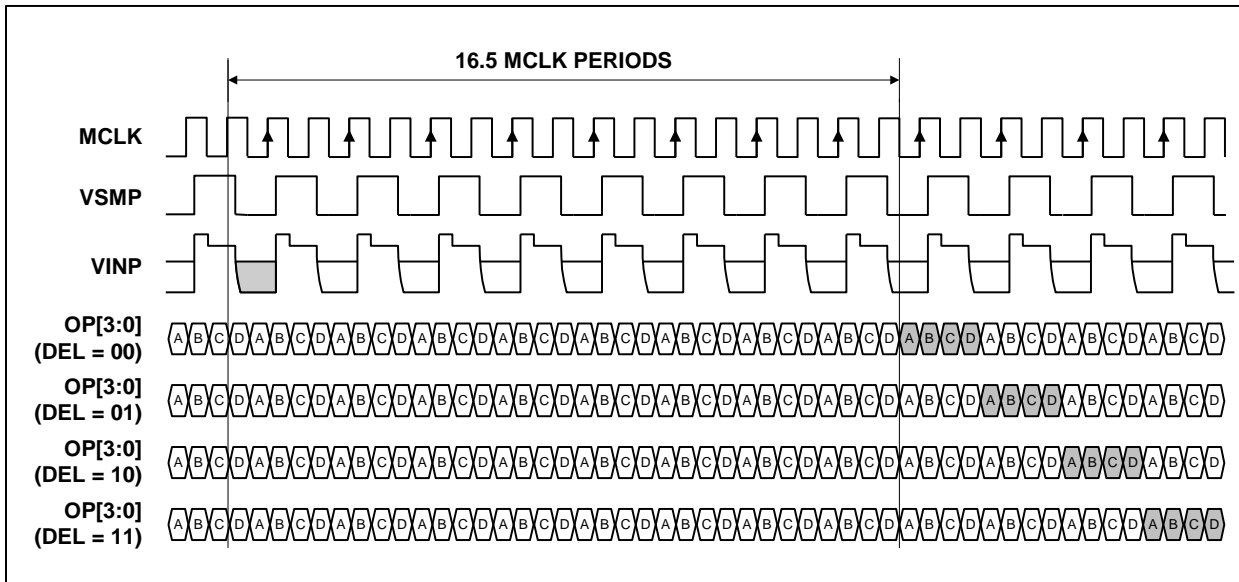 16.5 MCLK PERIODS
MCLK
VSMP
VINP
OP[3:0]
(DEL = 00)
A B C D A B C D A B C D A B C D A B C D A B C D A B C D A B C D A B C D A B C D A B C D A B C D A B C D
OP[3:0]
(DEL = 01)
A B C D A B C D A B C D A B C D A B C D A B C D A B C D A B C D A B C D A B C D A B C D A B C D A B C D
OP[3:0]
(DEL = 10)
A B C D A B C D A B C D A B C D A B C D A B C D A B C D A B C D A B C D A B C D A B C D A B C D A B C D
OP[3:0]
(DEL = 11)
A B C D A B C D A B C D A B C D A B C D A B C D A B C D A B C D A B C D A B C D A B C D A B C D A B C D